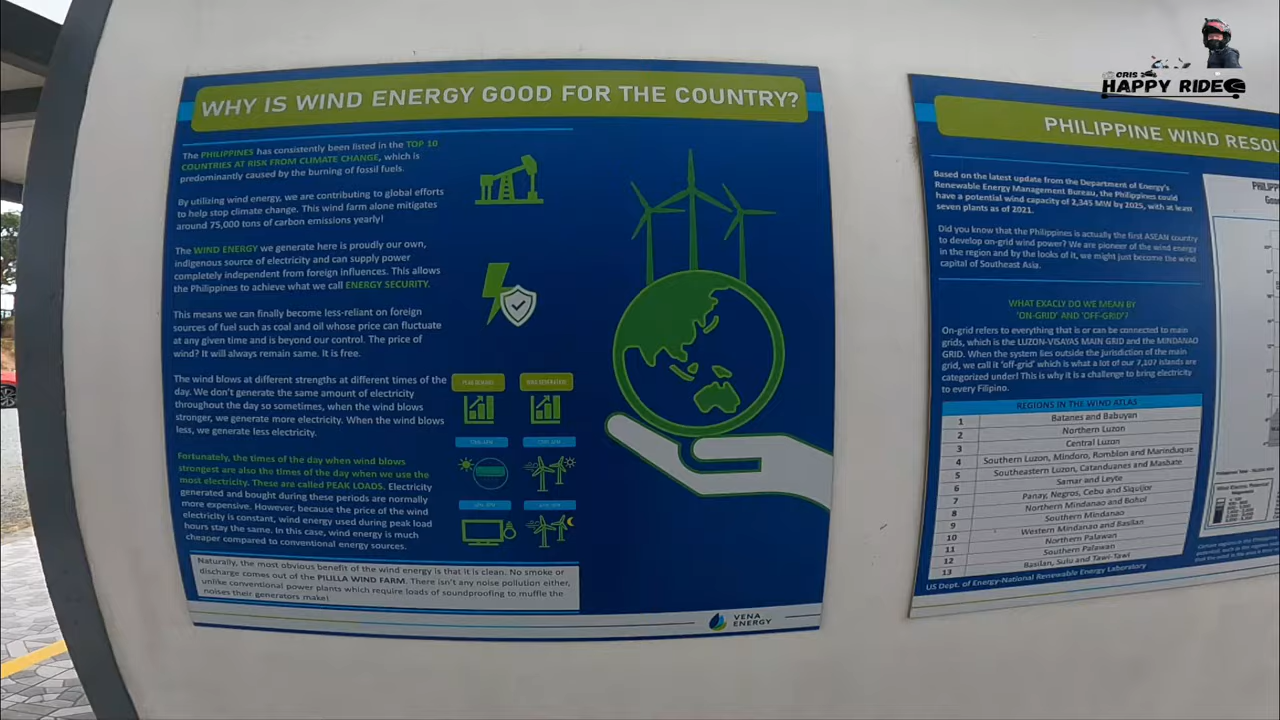 CRIS
HAPPY RIDE
WHY IS WIND ENERGY GOOD FOR THE COUNTRY?
The PHILIPPINES has consistently been listed in the TOP 10
COUNTRIES AT RISK FROM CLIMATE CHANGE, which is
predominantly caused by the burning of fossil fuels.
By utilizing wind energy, we are contributing to global efforts
to help stop climate change. This wind farm alone mitigates
around 75,000 tons of carbon emissions yearly!
The WIND ENERGY we generate here is proudly our own,
indigenous source of electricity and can supply power
completely independent from foreign influences. This allows
the Philippines to achieve what we call ENERGY SECURITY.
This means we can finally become less-reliant on foreign
sources of fuel such as coal and oil whose price can fluctuate
at any given time and is beyond our control. The price of
wind? It will always remain same. It is free.
The wind blows at different strengths at different times of the
day. We don't generate the same amount of electricity
throughout the day so sometimes, when the wind blows
stronger, we generate more electricity. When the wind blows
less, we generate less electricity.
Fortunately, the times of the day when wind blows
strongest are also the times of the day when we use the
most electricity. These are called PEAK LOADS. Electricity
generated and bought during these periods are normally
more expensive. However, because the price of the wind
electricity is constant, wind energy used during peak load
hours stay the same. In this case, wind energy is much
cheaper compared to conventional energy sources.
Naturally, the most obvious benefit of the wind energy is that it is clean. No smoke or
discharge comes out of the PILILLA WIND FARM. There isn't any noise pollution either,
unlike conventional power plants which require loads of soundproofing to muffle the
noises their generators make!
VENA
ENERGY
PHILIPPINE WIND RESOU
Based on the latest update from the Department of Energy's
Renewable Energy Management Bureau, the Philippines could
have a potential wind capacity of 2,345 MW by 2025, with at least
seven plants as of 2021.
Did you know that the Philippines is actually the first ASEAN country
to develop on-grid wind power? We are pioneer of the wind energy
in the region and by the looks of it, we might just become the wind
capital of Southeast Asia.
WHAT EXACLY DO WE MEAN BY
'ON-GRID' AND 'OFF-GRID'?
On-grid refers to everything that is or can be connected to main
grids, which is the LUZON-VISAYAS MAIN GRID and the MINDANAO
GRID. When the system lies outside the jurisdiction of the main
grid, we call it 'off-grid' which is what a lot of our 7,107 islands are
categorized under! This is why it is a challenge to bring electricity
to every Filipino.
REGIONS IN THE WIND ATLAS
1 Batanes and Babuyan
2 Northern Luzon
3 Central Luzon
4 Southern Luzon, Mindoro, Romblon and Marinduque
5 Southeastern Luzon, Catanduanes and Masbate
6 Samar and Leyte
7 Panay, Negros, Cebu and Siquijor
8 Northern Mindanao and Bohol
9 Southern Mindanao
10 Western Mindanao and Basilan
11 Northern Palawan
12 Southern Palawan
13 Basilan, Sulu and Tawi-Tawi
US Dept. of Energy-National Renewable Energy Laboratory